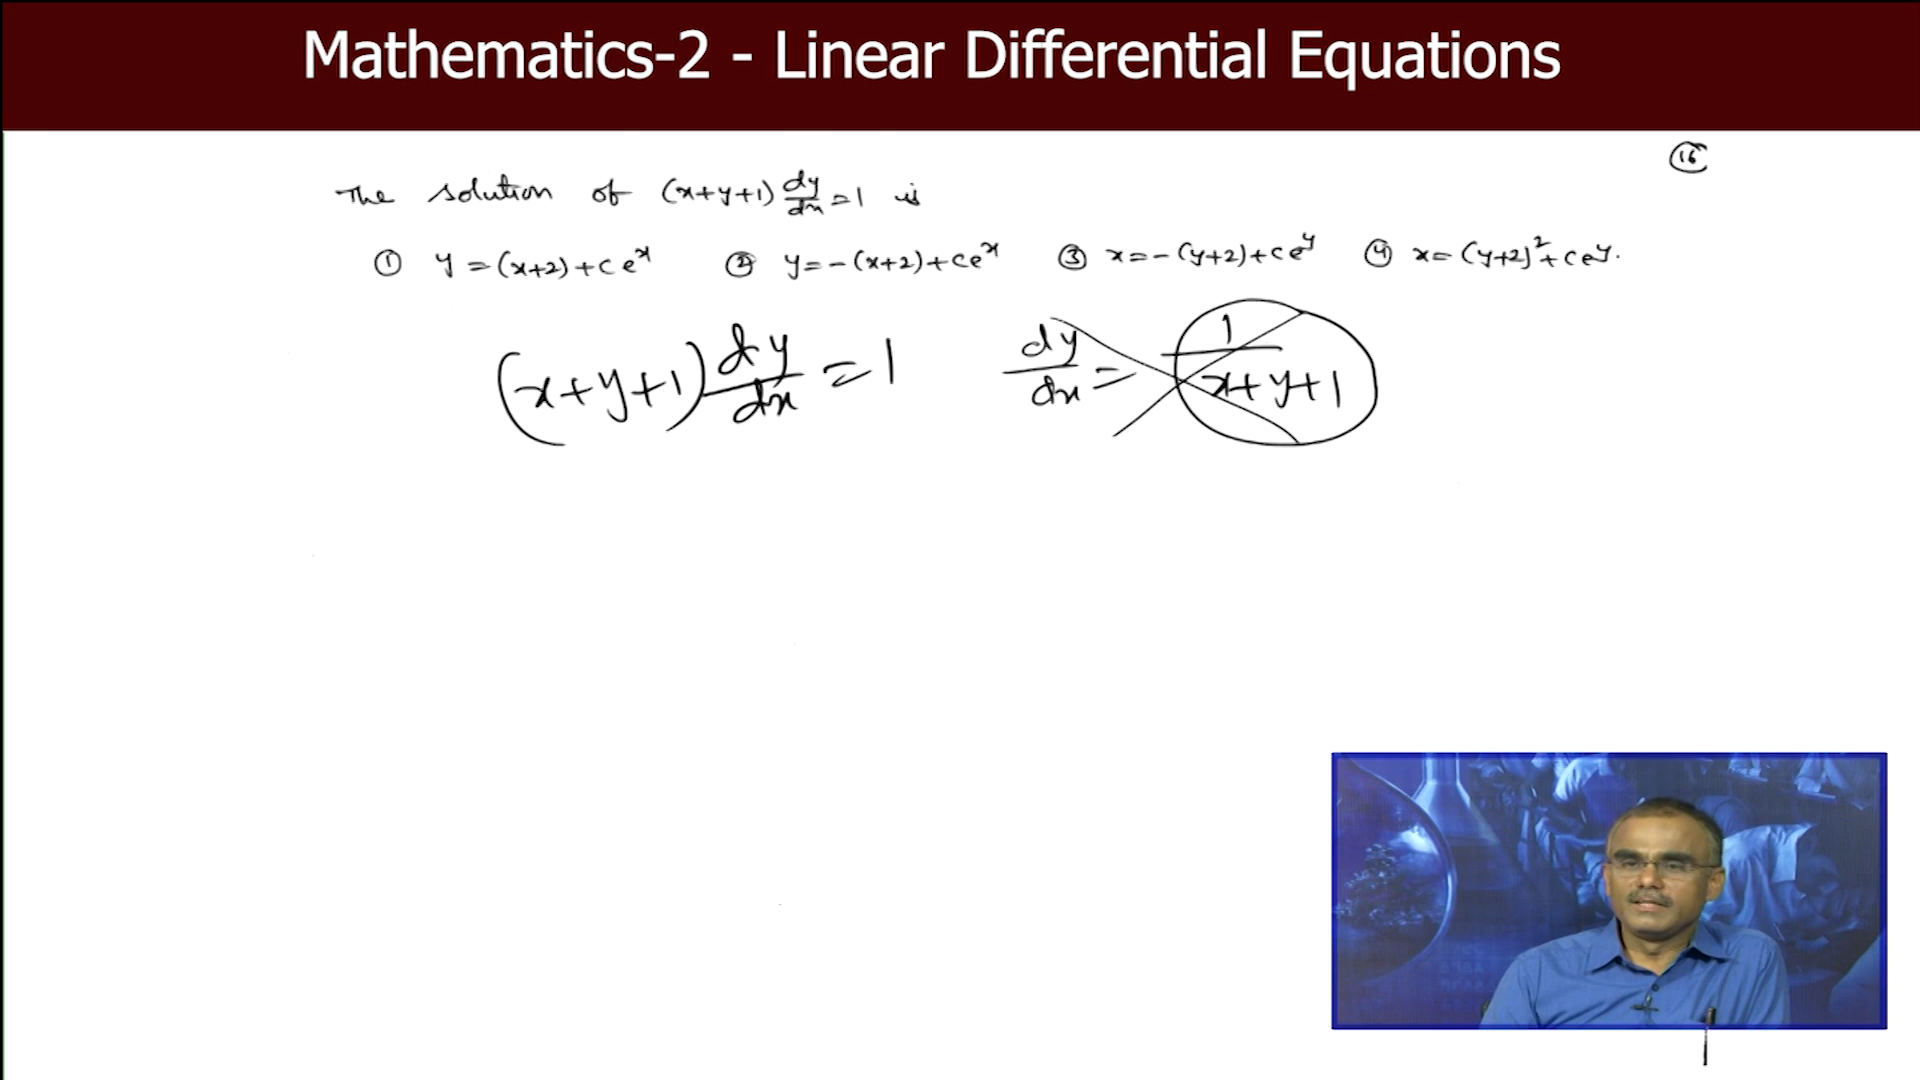 Mathematics-2 - Linear Differential Equations
16
The solution of (x+y+1) dy/dx = 1 is
① y = (x+2) + c e^x ② y = -(x+2) + c e^x ③ x = -(y+2) + c e^y ④ x = (y+2)^2 + c e^y.
(x+y+1) dy/dx = 1 dy/dx = 1/(x+y+1)